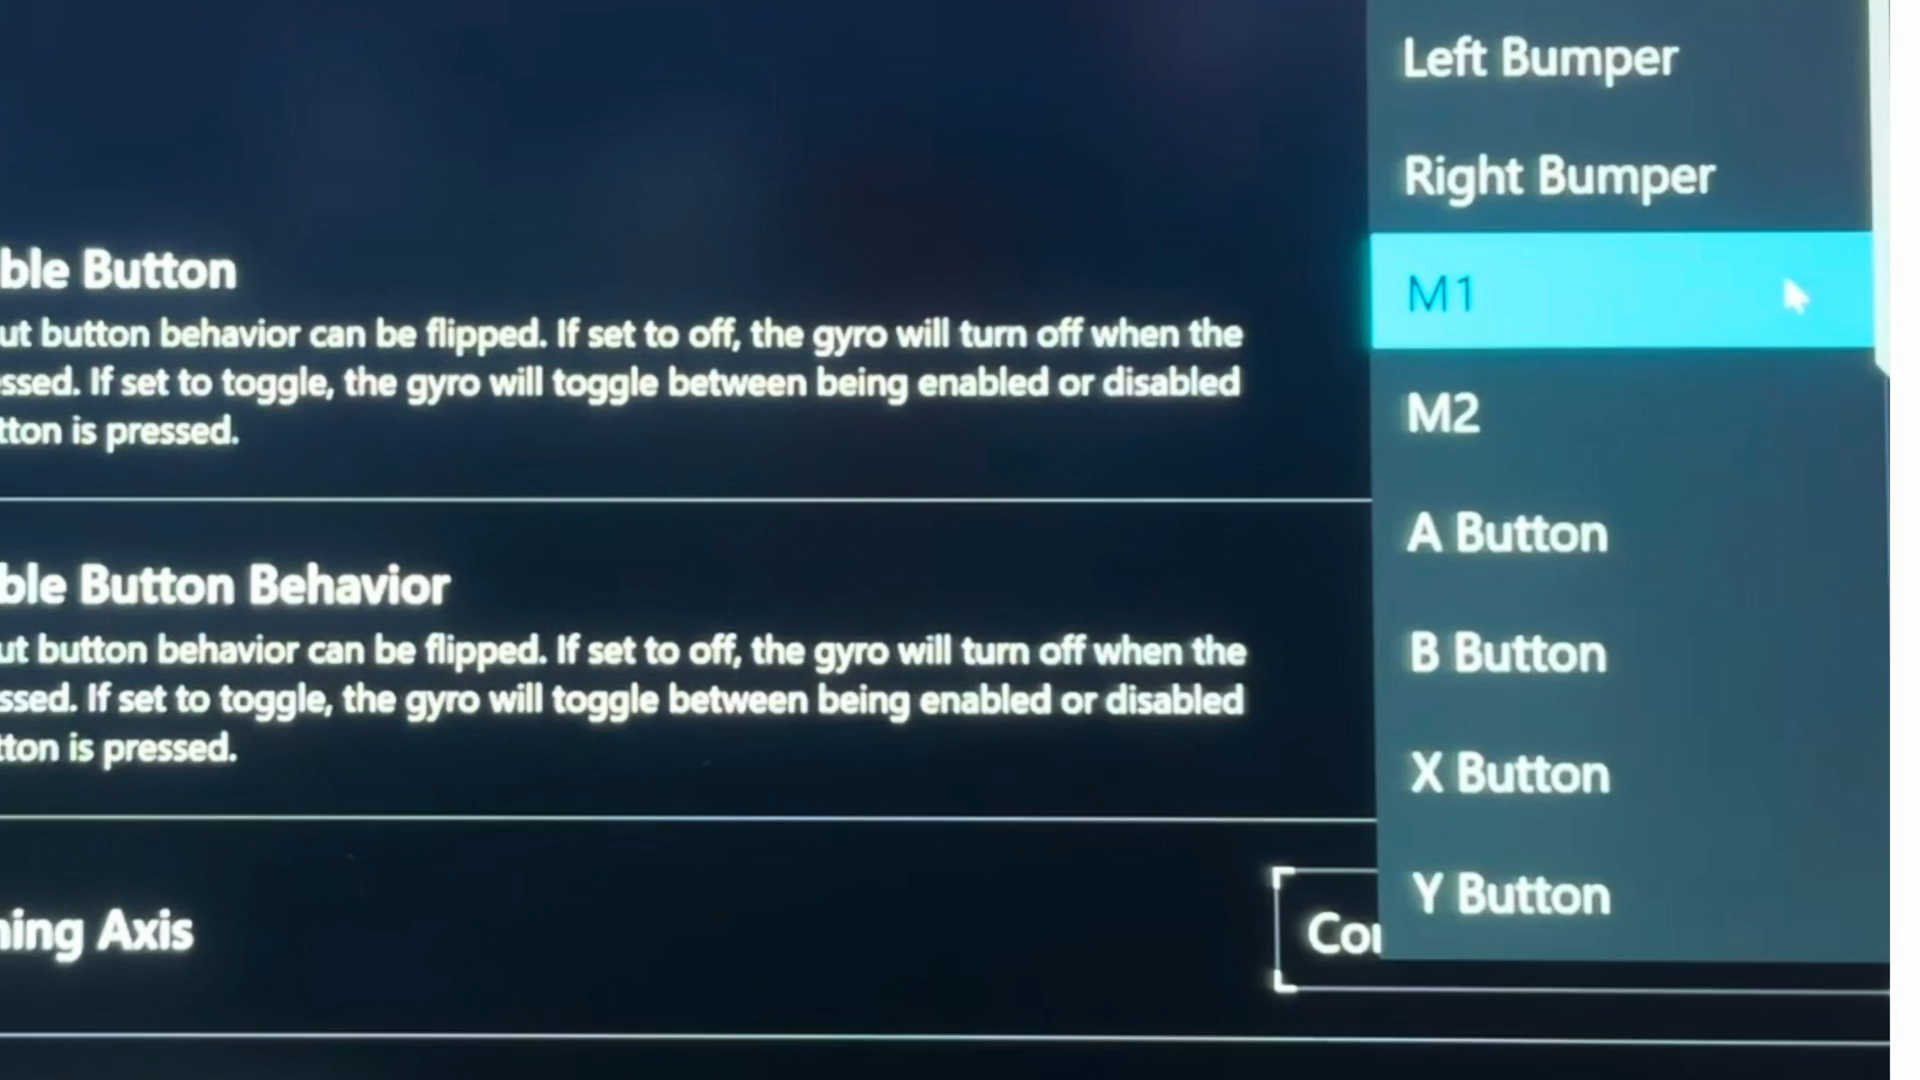 Left Bumper
Right Bumper
M1
M2
A Button
B Button
X Button
Y Button
ble Button
ut button behavior can be flipped. If set to off, the gyro will turn off when the
ssed. If set to toggle, the gyro will toggle between being enabled or disabled
tton is pressed.
ble Button Behavior
ut button behavior can be flipped. If set to off, the gyro will turn off when the
ssed. If set to toggle, the gyro will toggle between being enabled or disabled
tton is pressed.
ning Axis
Co